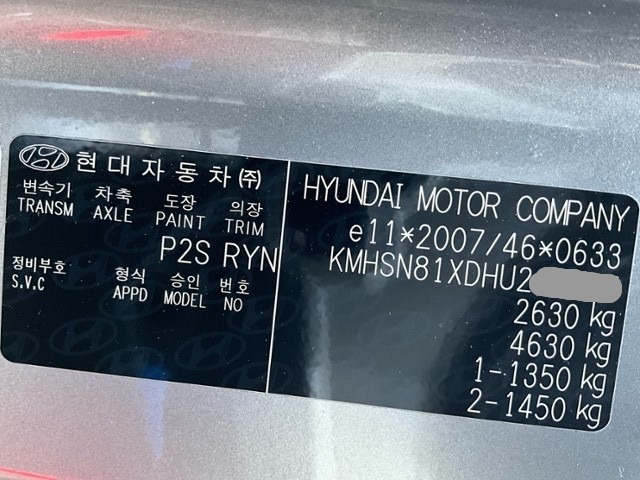 현대자동차㈜
변속기 차축 도장 의장
TRANSM AXLE PAINT TRIM
P2S RYN
정비부호 형식 승인 번호
S.V.C APPD MODEL NO
HYUNDAI MOTOR COMPANY
e11*2007/46*0633
KMHSN81XDHU2
2630 kg
4630 kg
1-1350 kg
2-1450 kg